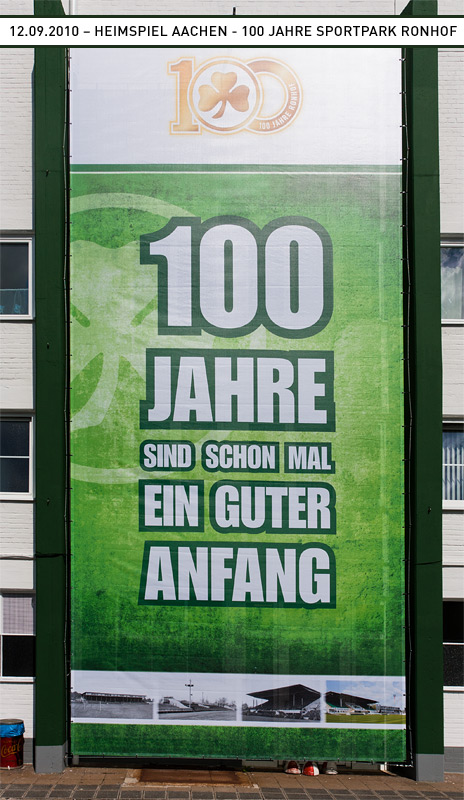 12.09.2010 – HEIMSPIEL AACHEN - 100 JAHRE SPORTPARK RONHOF
100
100 JAHRE RONHOF
100
JAHRE
SIND SCHON MAL
EIN GUTER
ANFANG